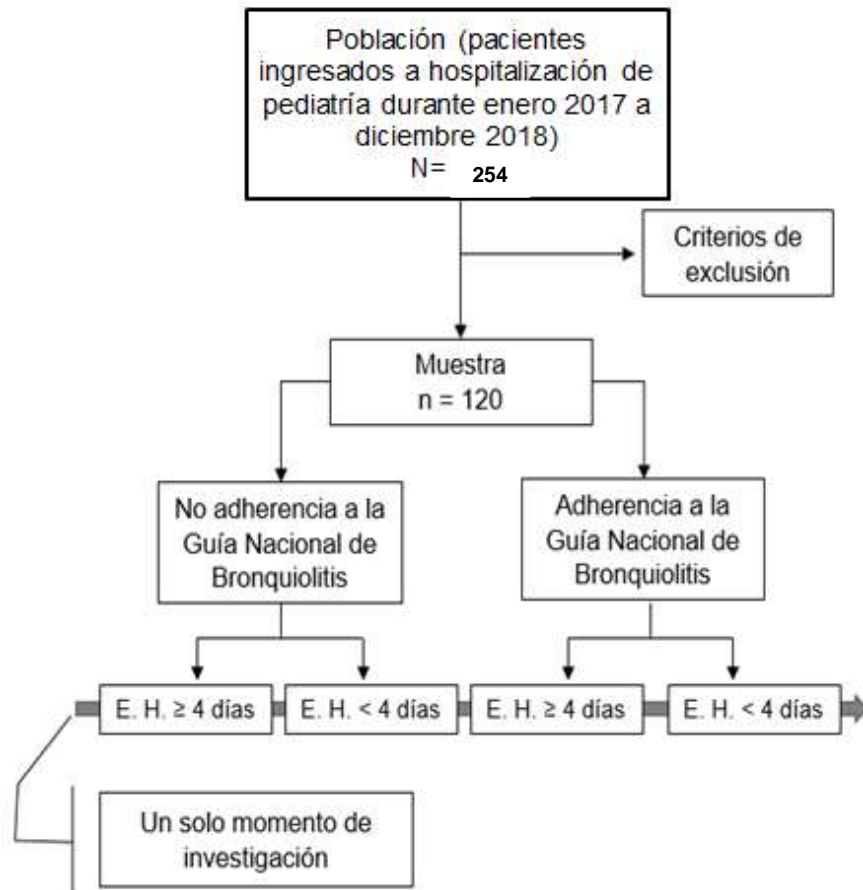 Población (pacientes
ingresados a hospitalización de
pediatría durante enero 2017 a
diciembre 2018)
N= 254
Criterios de
exclusión
Muestra
n = 120
No adherencia a la
Guía Nacional de
Bronquiolitis
Adherencia a la
Guía Nacional de
Bronquiolitis
E. H. ≥ 4 días
E. H. < 4 días
E. H. ≥ 4 días
E. H. < 4 días
Un solo momento de
investigación